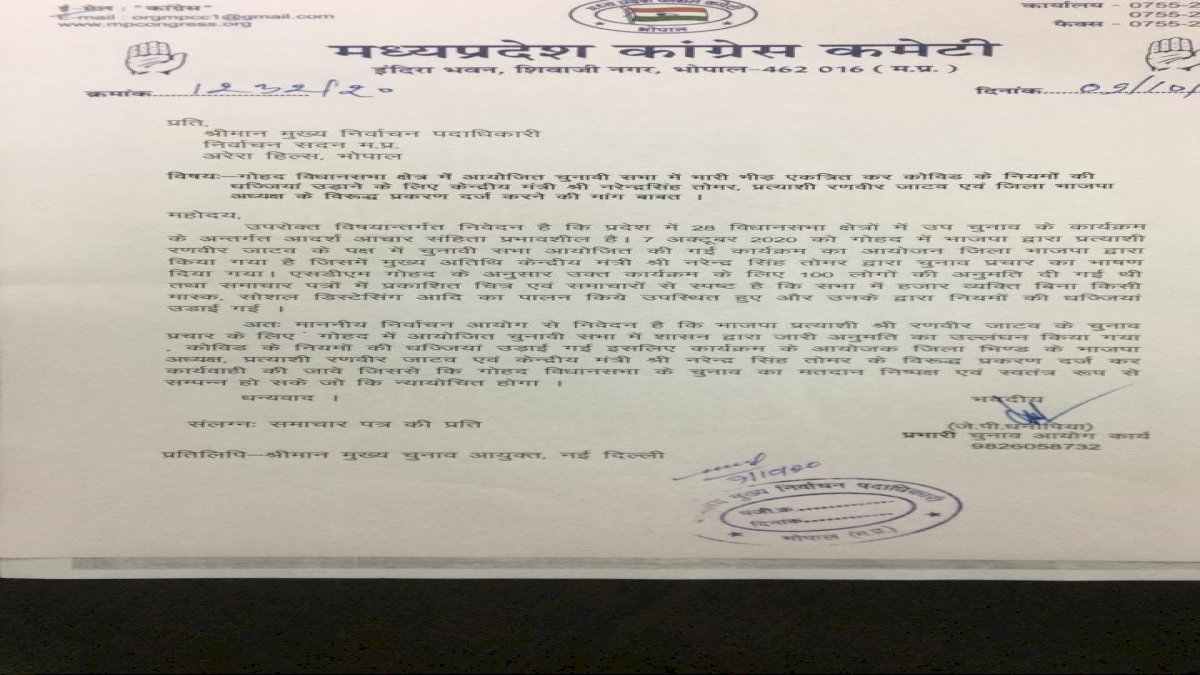 ई-मेल : "कांग्रेस"
E-mail : orgmpcc1@gmail.com
www.mpcongress.org
भोपाल
कार्यालय - 0755-2
0755-2
फैक्स - 0755-2
मध्यप्रदेश कांग्रेस कमेटी
इंदिरा भवन, शिवाजी नगर, भोपाल-462 016 ( म.प्र. )
क्रमांक
दिनांक
प्रति,
श्रीमान मुख्य निर्वाचन पदाधिकारी
निर्वाचन सदन म.प्र.
अरेरा हिल्स, भोपाल
विषयः-गोहद विधानसभा क्षेत्र में आयोजित चुनावी सभा में भारी भीड़ एकत्रित कर कोविड के नियमों की
धज्जियां उड़ाने के लिए केन्द्रीय मंत्री श्री नरेन्द्रसिंह तोमर, प्रत्याशी रणवीर जाटव एवं जिला भाजपा
अध्यक्ष के विरुद्ध प्रकरण दर्ज करने की मांग बाबत ।
महोदय,
उपरोक्त विषयान्तर्गत निवेदन है कि प्रदेश में 28 विधानसभा क्षेत्रों में उप चुनाव के कार्यक्रम
के अन्तर्गत आदर्श आचार संहिता प्रभावशील है। 7 अक्टूबर 2020 को गोहद में भाजपा द्वारा प्रत्याशी
रणवीर जाटव के पक्ष में चुनावी सभा आयोजित की गई कार्यक्रम का आयोजन जिला भाजपा द्वारा
किया गया है जिसमें मुख्य अतिथि केन्द्रीय मंत्री श्री नरेन्द्र सिंह तोमर द्वारा चुनाव प्रचार का भाषण
दिया गया। एसडीएम गोहद के अनुसार उक्त कार्यक्रम के लिए 100 लोगों की अनुमति दी गई थी
तथा समाचार पत्रों में प्रकाशित चित्र एवं समाचारों से स्पष्ट है कि सभा में हजार व्यक्ति बिना किसी
मास्क, सोशल डिस्टेसिंग आदि का पालन किये उपस्थित हुए और उनके द्वारा नियमों की धज्जियां
उडाई गई ।
अतः माननीय निर्वाचन आयोग से निवेदन है कि भाजपा प्रत्याशी श्री रणवीर जाटव के चुनाव
प्रचार के लिए गोहद में आयोजित चुनावी सभा में शासन द्वारा जारी अनुमति का उल्लंघन किया गया
, कोविड के नियमों की धज्जियां उड़ाई गई इसलिए कार्यक्रम के आयोजक जिला भिण्ड के भाजपा
अध्यक्ष, प्रत्याशी रणवीर जाटव एवं केन्द्रीय मंत्री श्री नरेन्द्र सिंह तोमर के विरुद्ध प्रकरण दर्ज कर
कार्यवाही की जावे जिससे कि गोहद विधानसभा के चुनाव का मतदान निष्पक्ष एवं स्वतंत्र रूप से
सम्पन्न हो सके जो कि न्यायोचित होगा ।
धन्यवाद ।
भवदीय
संलग्नः समाचार पत्र की प्रति
(जे.पी.धनोपिया)
प्रभारी चुनाव आयोग कार्य
9826058732
प्रतिलिपि-श्रीमान मुख्य चुनाव आयुक्त, नई दिल्ली
मुख्य निर्वाचन पदाधिकारी
दिनांक
भोपाल (म.प्र.)